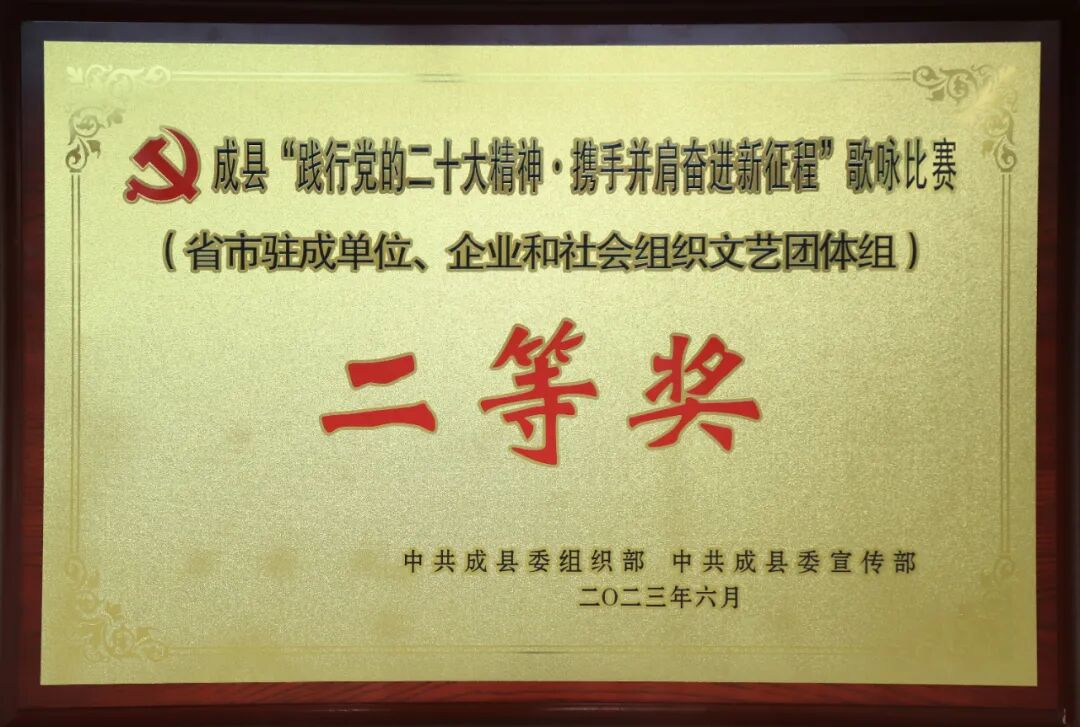 成县“践行党的二十大精神·携手并肩奋进新征程”歌咏比赛
（省市驻成单位、企业和社会组织文艺团体组）
二等奖
中共成县委组织部 中共成县委宣传部
二〇二三年六月